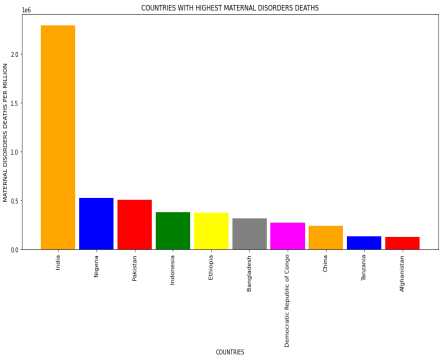 COUNTRIES WITH HIGHEST MATERNAL DISORDERS DEATHS
1e6
2.0
1.5
1.0
0.5
0.0
MATERNAL DISORDERS DEATHS PER MILLION
India
Nigeria
Pakistan
Indonesia
Ethiopia
Bangladesh
Democratic Republic of Congo
China
Tanzania
Afghanistan
COUNTRIES